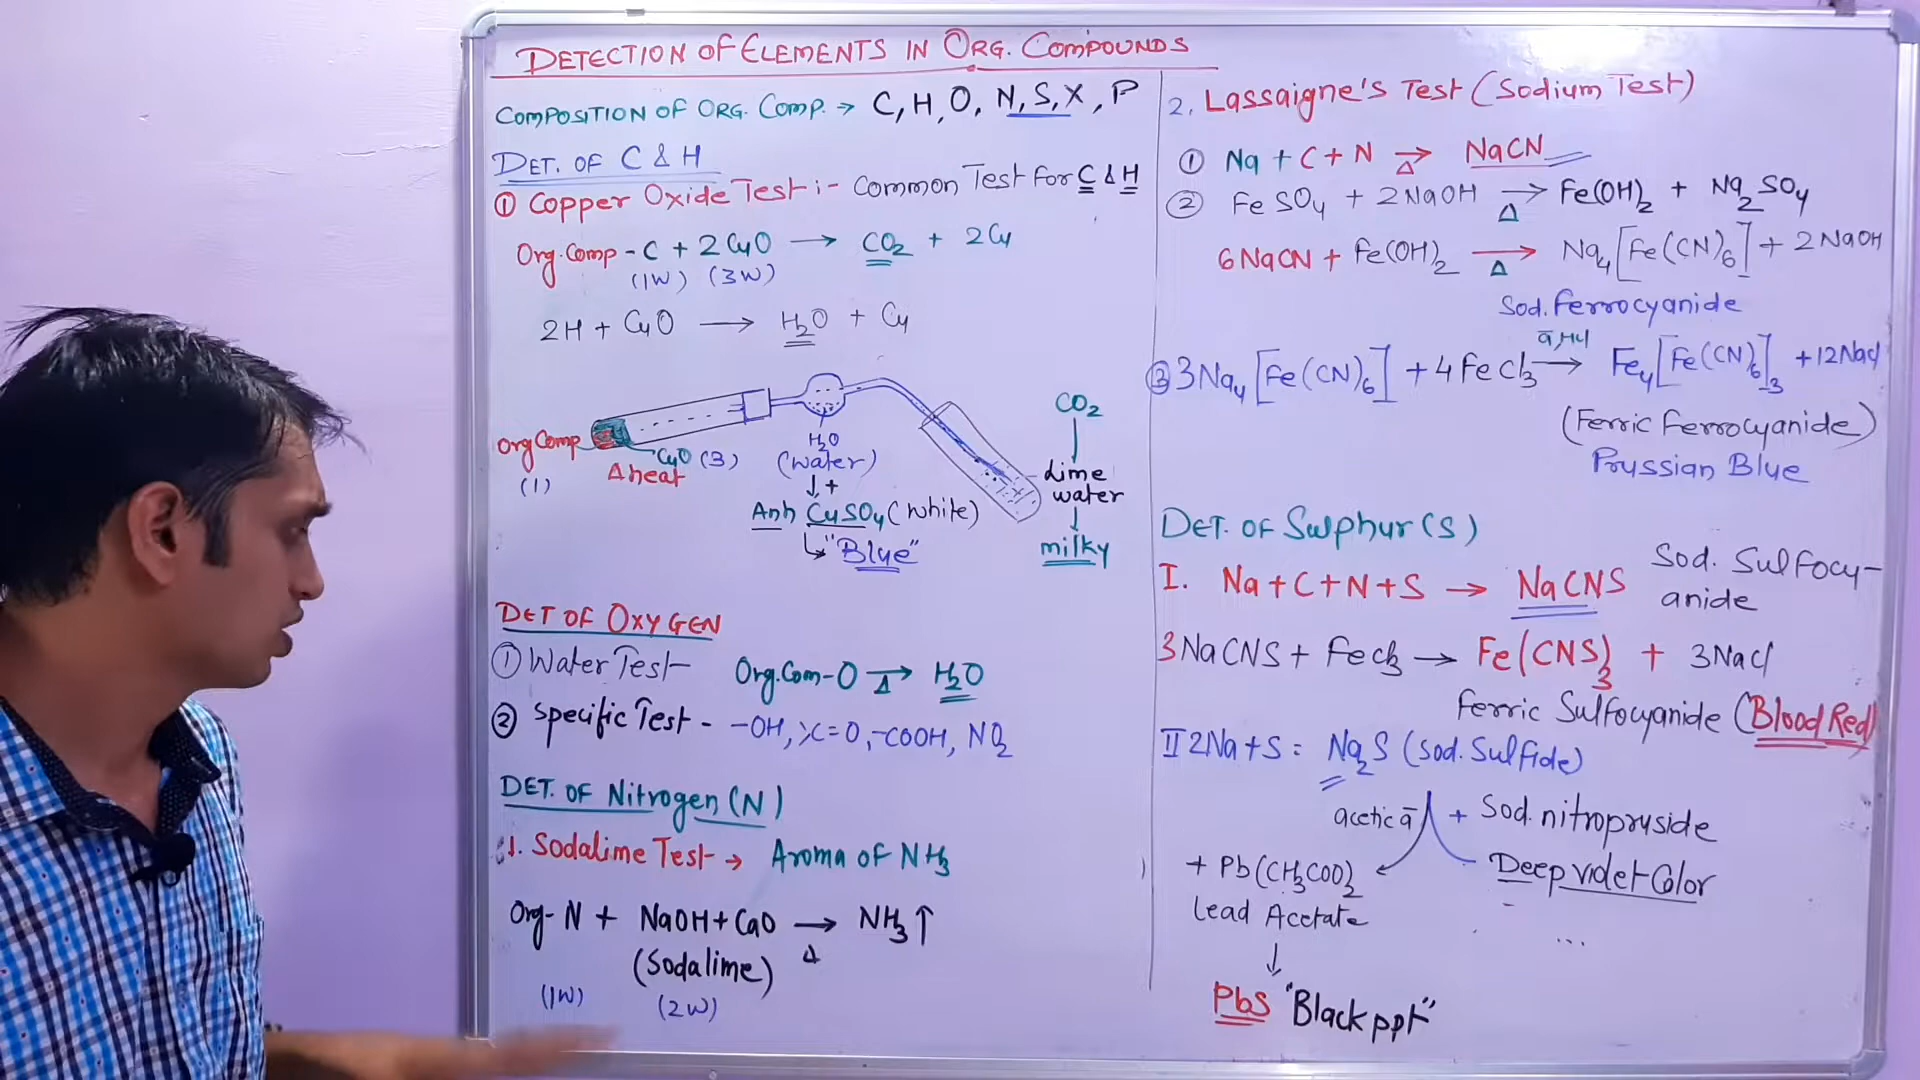 DETECTION OF ELEMENTS IN ORG. COMPOUNDS
COMPOSITION OF ORG. COMP. → C, H, O, N, S, X, P
DET. OF C & H
① Copper Oxide Test :- Common Test for C & H
Org. Comp - C + 2CuO → CO₂ + 2Cu
(1W) (3W)
2H + CuO → H₂O + Cu
Org Comp
(1)
CuO (3)
Δ heat
H₂O
(water)
↓ +
Anh CuSO₄ (white)
↳ "Blue"
CO₂
Lime
water
↓
milky
DET OF OXYGEN
① Water Test - Org. Com-O →Δ H₂O
② Specific Test - -OH, >C=O, -COOH, NO₂
DET. OF Nitrogen (N)
1. Sodalime Test → Aroma of NH₃
Org- N + NaOH + CaO →Δ NH₃↑
(Sodalime)
(1W) (2W)
2. Lassaigne's Test (Sodium Test)
① Na + C + N →Δ NaCN
② FeSO₄ + 2NaOH →Δ Fe(OH)₂ + Na₂SO₄
6NaCN + Fe(OH)₂ →Δ Na₄[Fe(CN)₆] + 2NaOH
Sod. Ferrocyanide
③ 3Na₄[Fe(CN)₆] + 4FeCl₃ → Fe₄[Fe(CN)₆]₃ + 12NaCl
(Ferric Ferrocyanide)
Prussian Blue
DET. OF Sulphur (S)
I. Na + C + N + S → NaCNS Sod. Sulfocy-
anide
3NaCNS + FeCl₃ → Fe(CNS)₃ + 3NaCl
Ferric Sulfocyanide (Blood Red)
II 2Na + S = Na₂S (Sod. Sulfide)
acetic a̅ + Sod. nitropruside
Deep violet Color
+ Pb(CH₃COO)₂
Lead Acetate
↓
PbS "Black ppt"